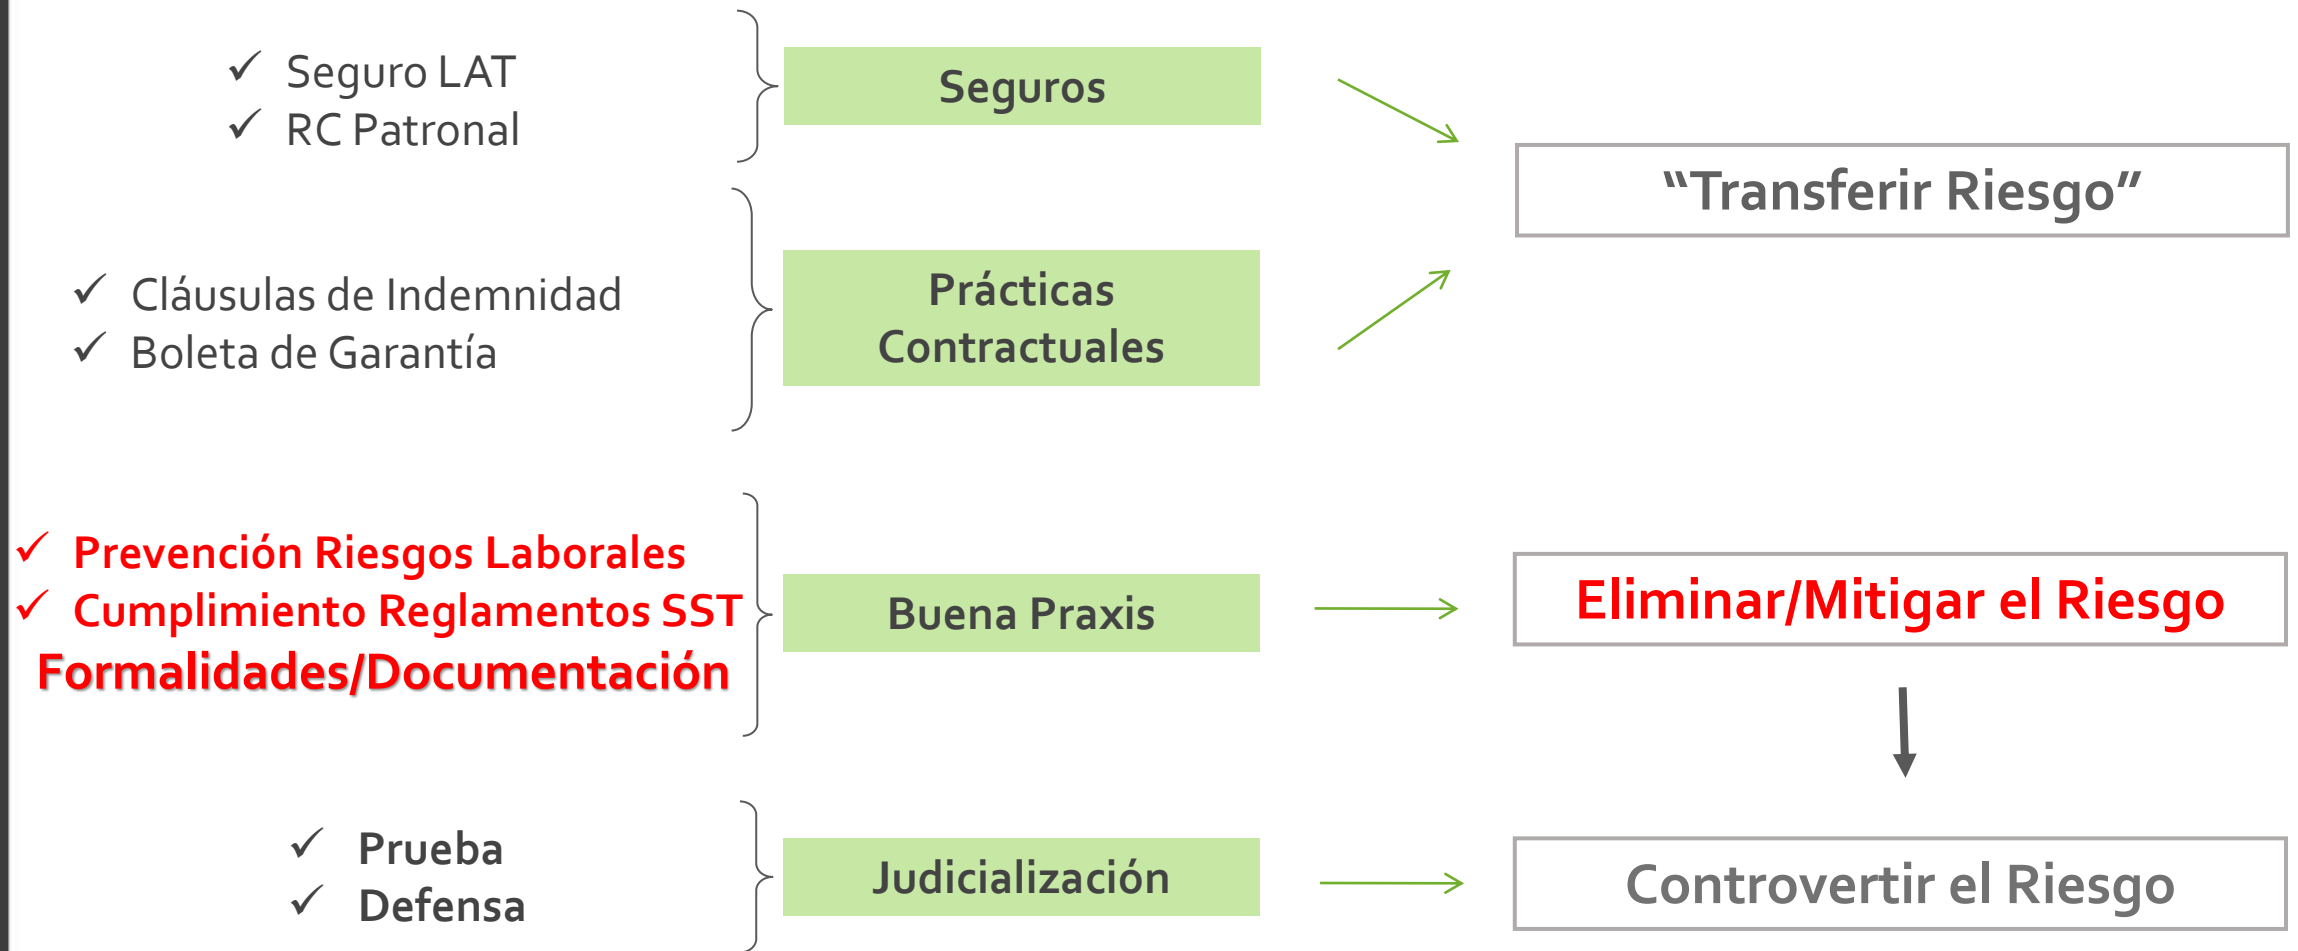 ✓ Seguro LAT
✓ RC Patronal
Seguros
“Transferir Riesgo”
✓ Cláusulas de Indemnidad
✓ Boleta de Garantía
Prácticas
Contractuales
✓ Prevención Riesgos Laborales
✓ Cumplimiento Reglamentos SST
Formalidades/Documentación
Buena Praxis
Eliminar/Mitigar el Riesgo
✓ Prueba
✓ Defensa
Judicialización
Controvertir el Riesgo